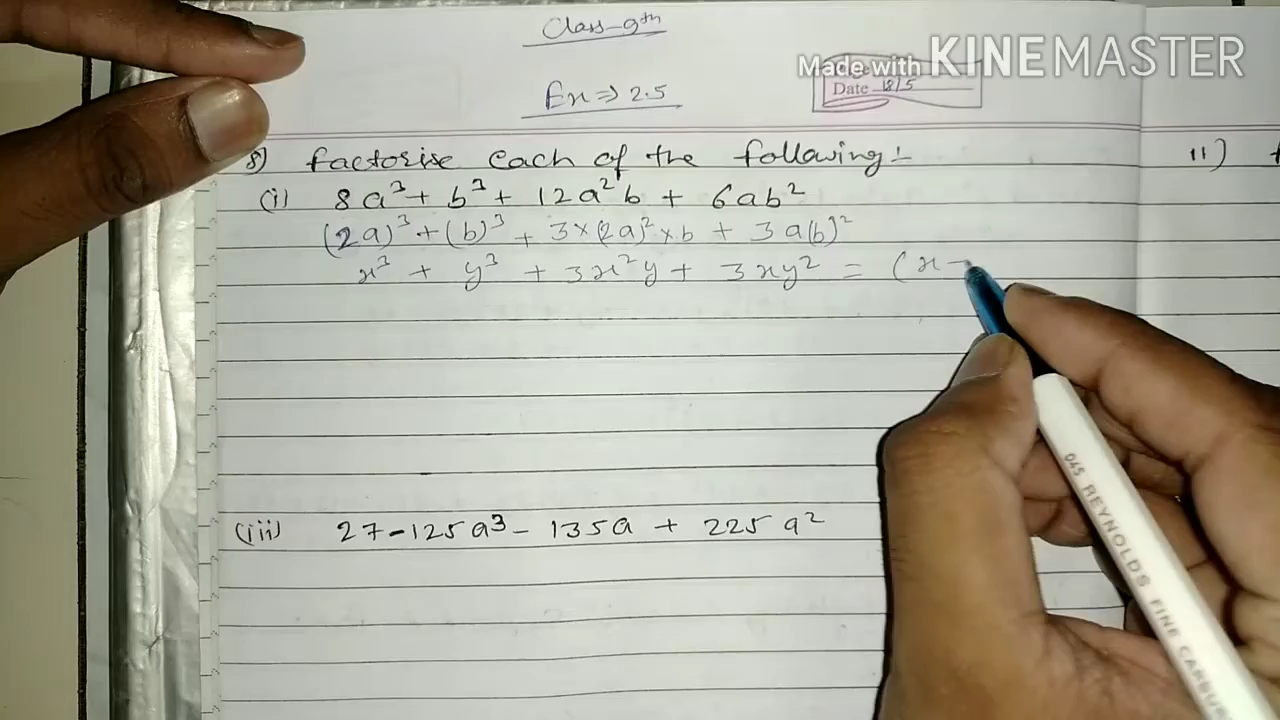 Class-9th
Made with KINEMASTER
Ex => 2.5
Date 18/5
8) factorise each of the following:-
11)
(i) 8a³ + b³ + 12a²b + 6ab²
(2a)³ + (b)³ + 3×(2a)²×b + 3a(b)²
x³ + y³ + 3x²y + 3xy² = (x
(iii) 27-125a³ - 135a + 225a²
045 REYNOLDS FINE CARBURE